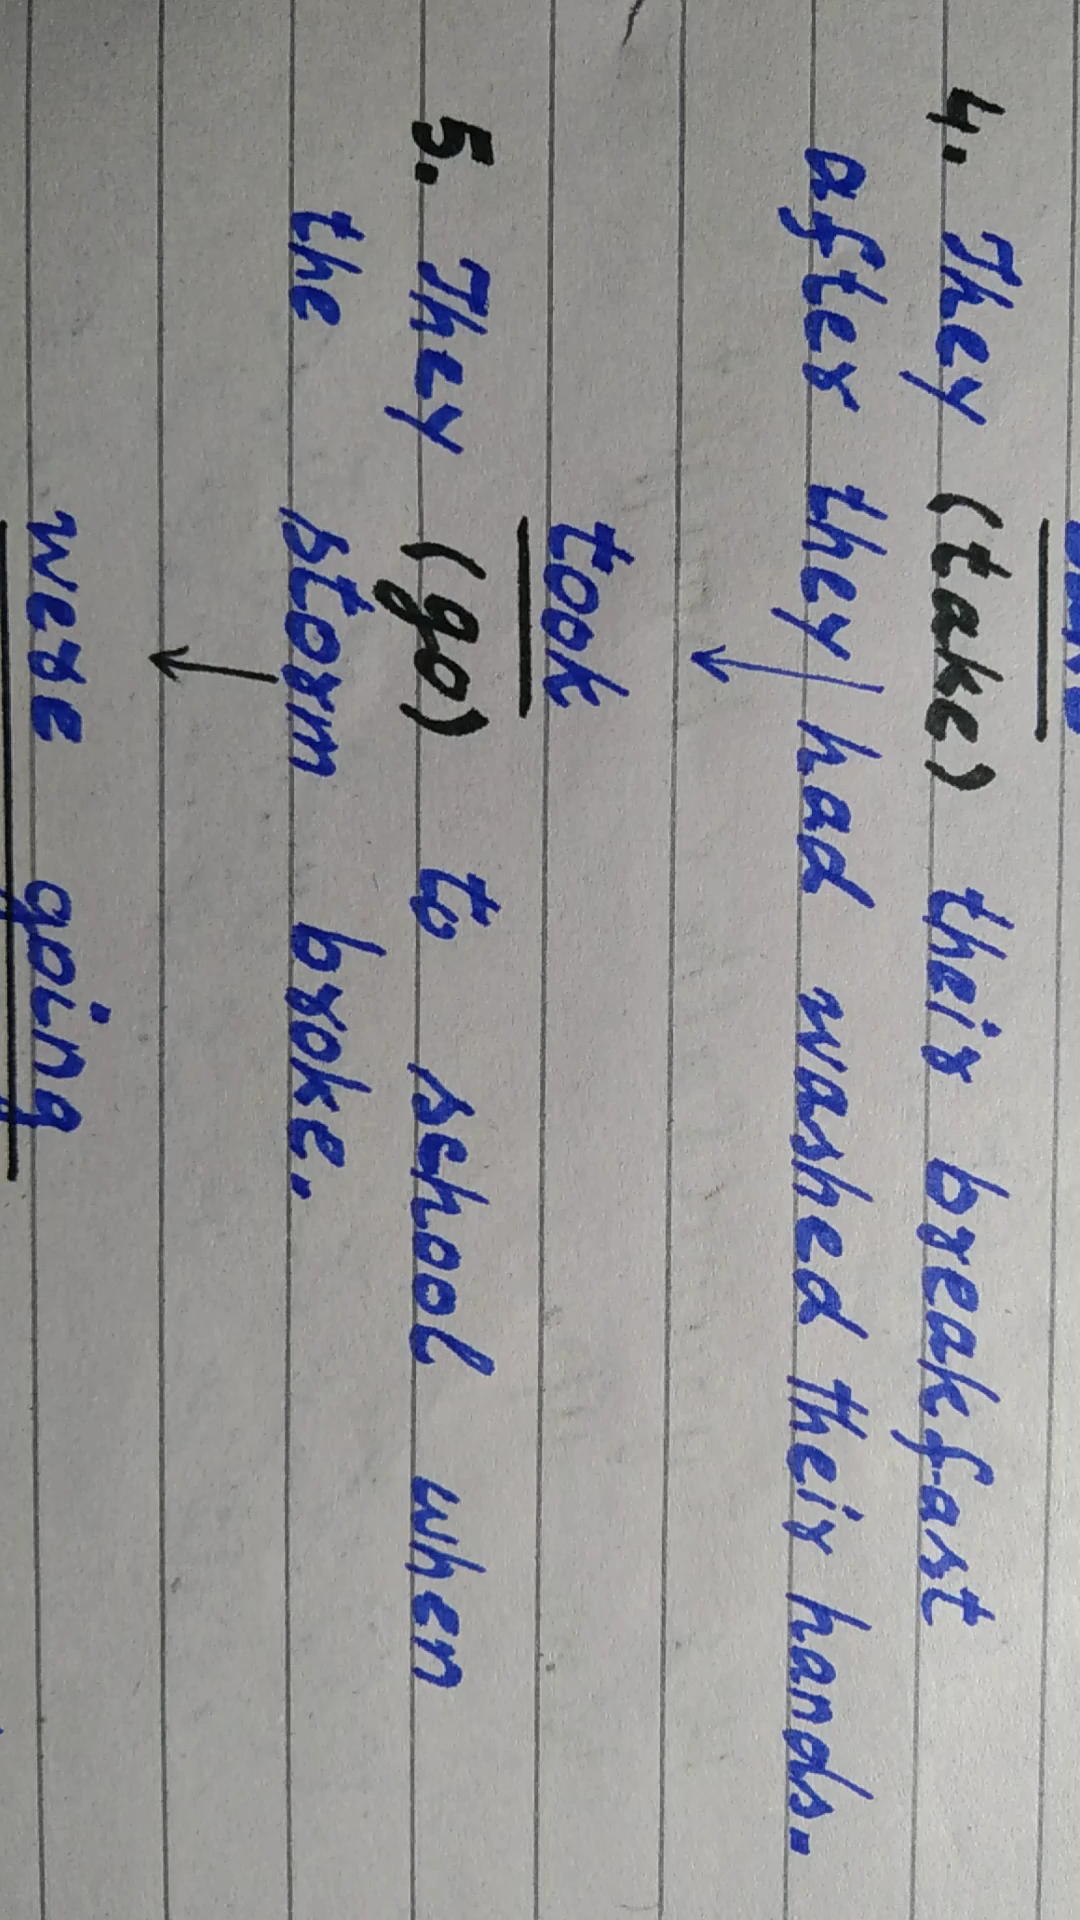 4. They (take) their breakfast
after they had washed their hands.
took
5. They (go) to school when
the storm broke.
were going